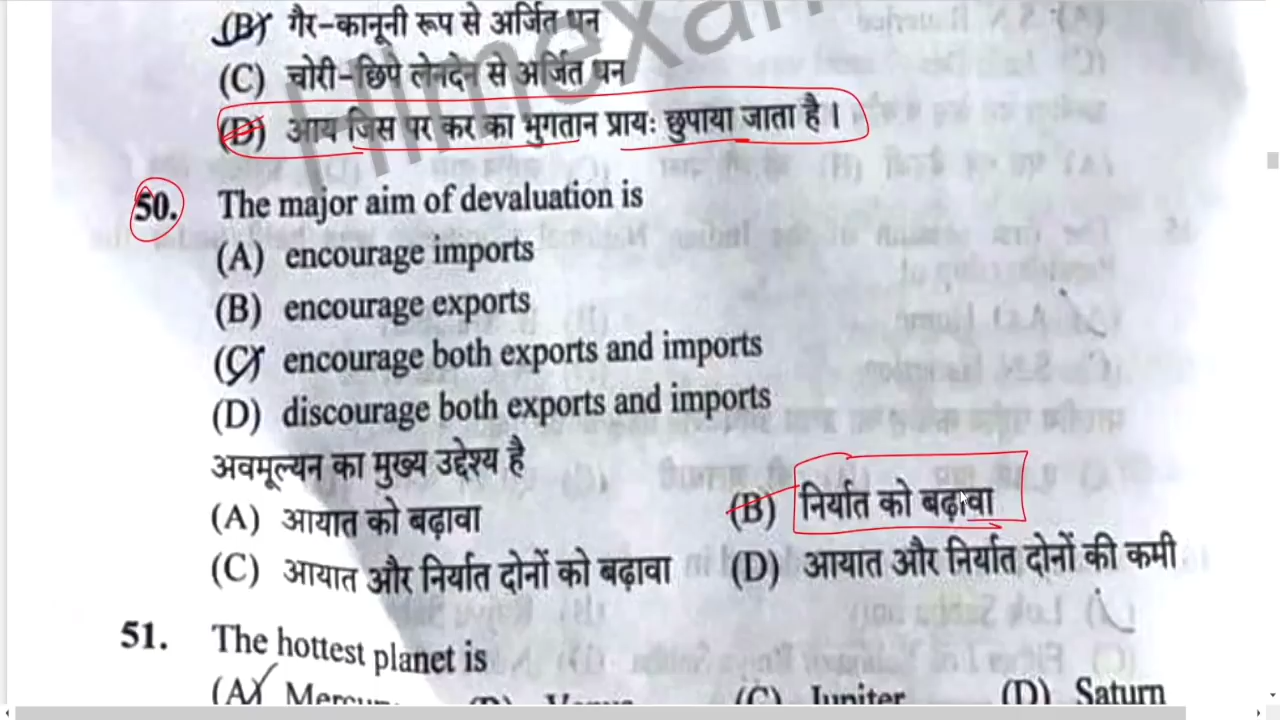 (B) गैर-कानूनी रूप से अर्जित धन
(C) चोरी-छिपे लेनदेन से अर्जित धन
(D) आय जिस पर कर का भुगतान प्रायः छुपाया जाता है ।
50. The major aim of devaluation is
(A) encourage imports
(B) encourage exports
(C) encourage both exports and imports
(D) discourage both exports and imports
अवमूल्यन का मुख्य उद्देश्य है
(A) आयात को बढ़ावा (B) निर्यात को बढ़ावा
(C) आयात और निर्यात दोनों को बढ़ावा (D) आयात और निर्यात दोनों की कमी
51. The hottest planet is
(A) Mercury (B) Venus (C) Jupiter (D) Saturn